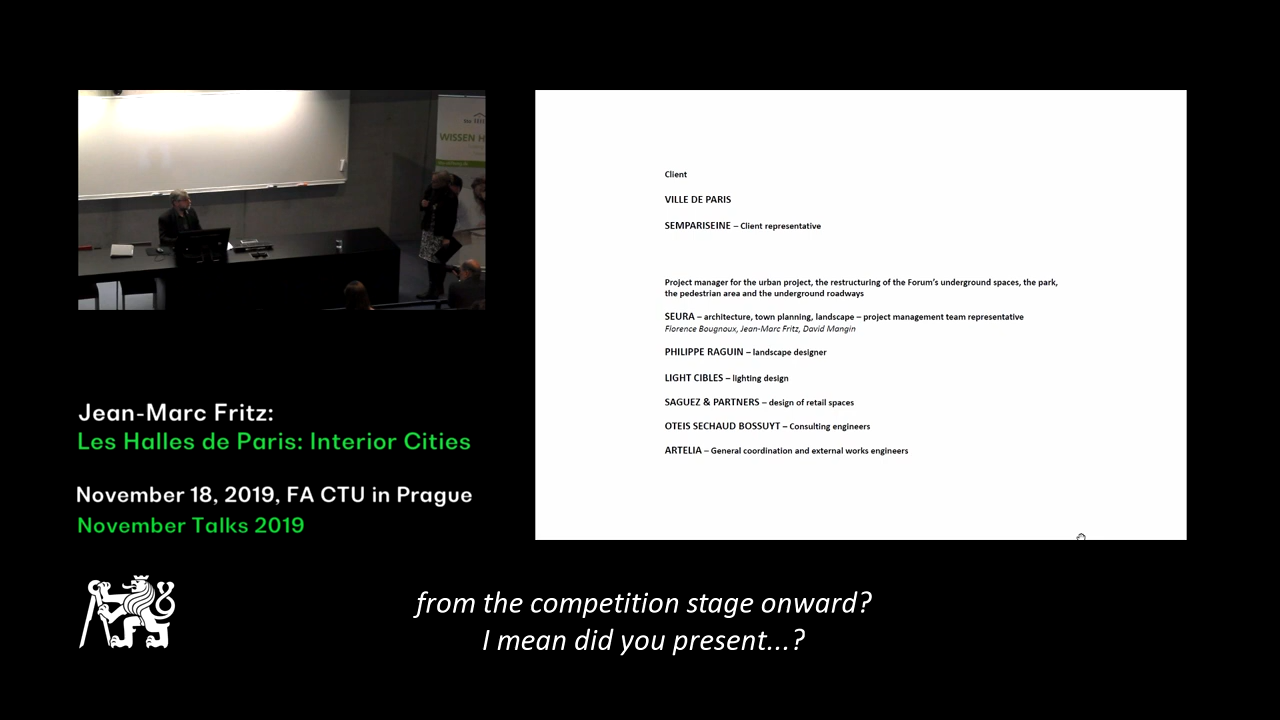 WISSEN
Jean-Marc Fritz:
Les Halles de Paris: Interior Cities
November 18, 2019, FA CTU in Prague
November Talks 2019
Client
VILLE DE PARIS
SEMPARISEINE – Client representative
Project manager for the urban project, the restructuring of the Forum's underground spaces, the park,
the pedestrian area and the underground roadways
SEURA – architecture, town planning, landscape – project management team representative
Florence Bougnoux, Jean-Marc Fritz, David Mangin
PHILIPPE RAGUIN – landscape designer
LIGHT CIBLES – lighting design
SAGUEZ & PARTNERS – design of retail spaces
OTEIS SECHAUD BOSSUYT – Consulting engineers
ARTELIA – General coordination and external works engineers
from the competition stage onward?
I mean did you present...?